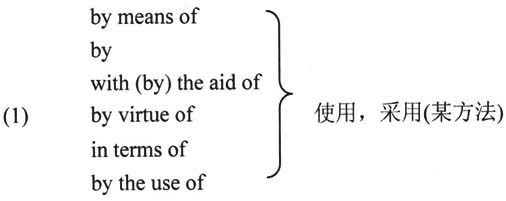 by means of
by
with (by) the aid of
(1) by virtue of 使用，采用(某方法)
in terms of
by the use of